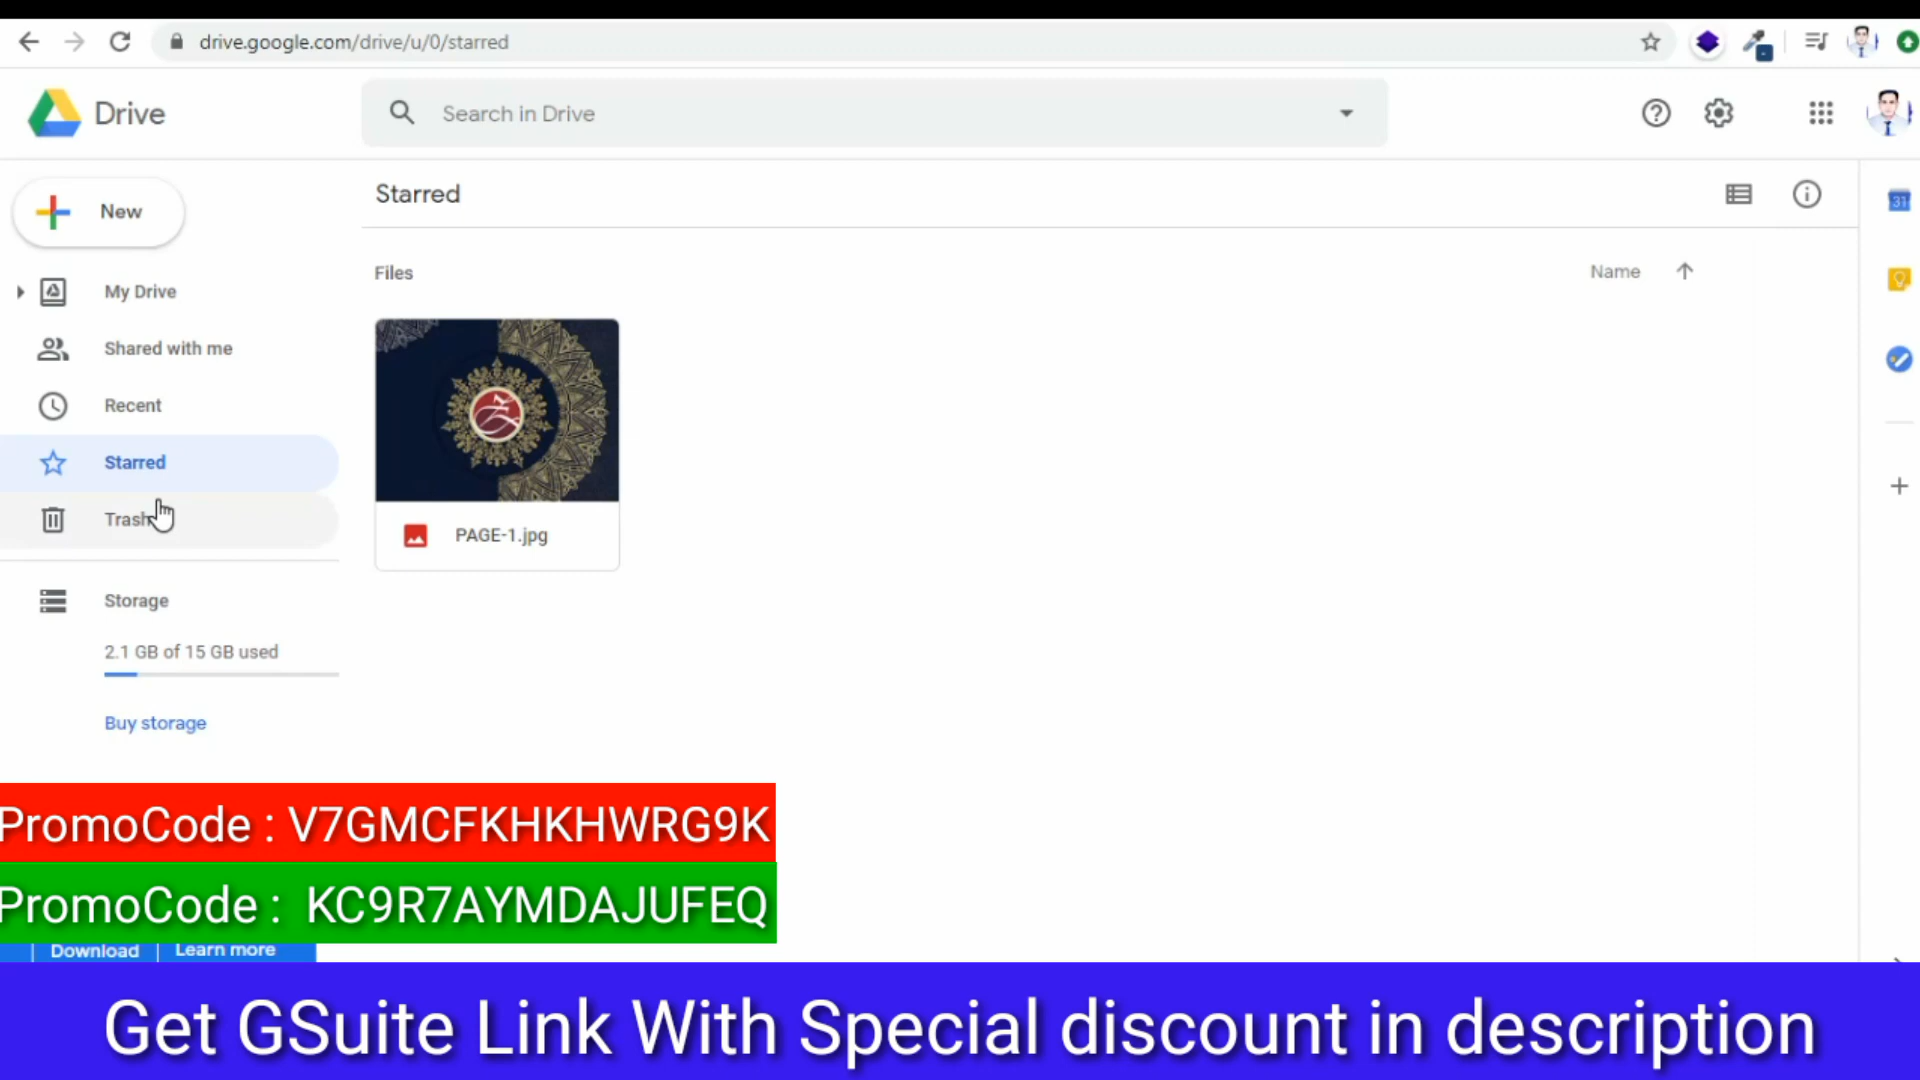 drive.google.com/drive/u/0/starred
Drive
Search in Drive
New
Starred
31
My Drive
Files
Name
Shared with me
Recent
Starred
Trash
PAGE-1.jpg
Storage
2.1 GB of 15 GB used
Buy storage
PromoCode : V7GMCFKHKHWRG9K
PromoCode : KC9R7AYMDAJUFEQ
Download
Learn more
Get GSuite Link With Special discount in description